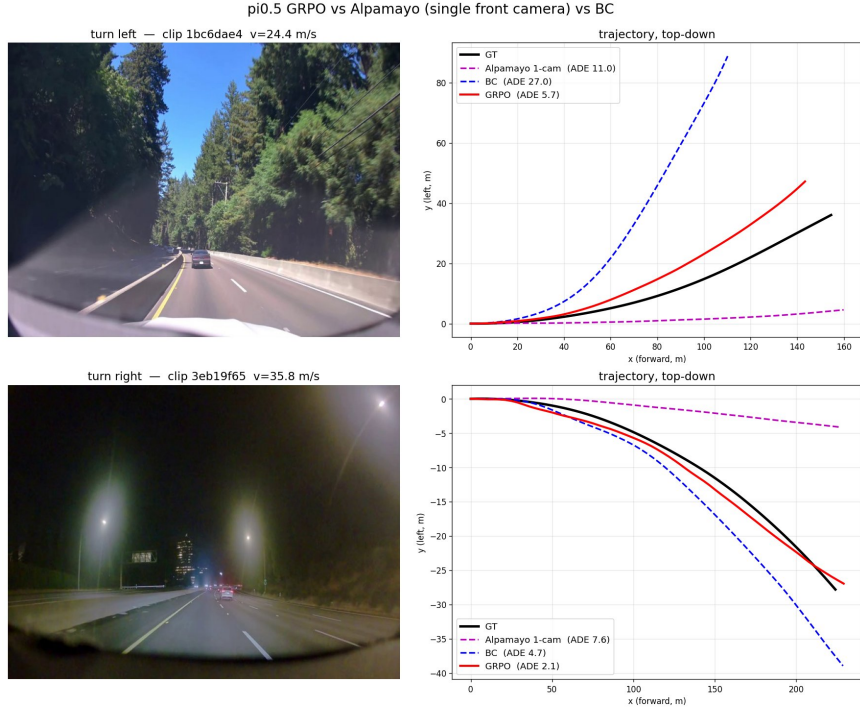 pi0.5 GRPO vs Alpamayo (single front camera) vs BC
turn left — clip 1bc6dae4 v=24.4 m/s
trajectory, top-down
GT
Alpamayo 1-cam (ADE 11.0)
BC (ADE 27.0)
GRPO (ADE 5.7)
y (left, m)
80
60
40
20
0
0 20 40 60 80 100 120 140 160
x (forward, m)
turn right — clip 3eb19f65 v=35.8 m/s
trajectory, top-down
y (left, m)
0
−5
−10
−15
−20
−25
−30
−35
−40
GT
Alpamayo 1-cam (ADE 7.6)
BC (ADE 4.7)
GRPO (ADE 2.1)
0 50 100 150 200
x (forward, m)